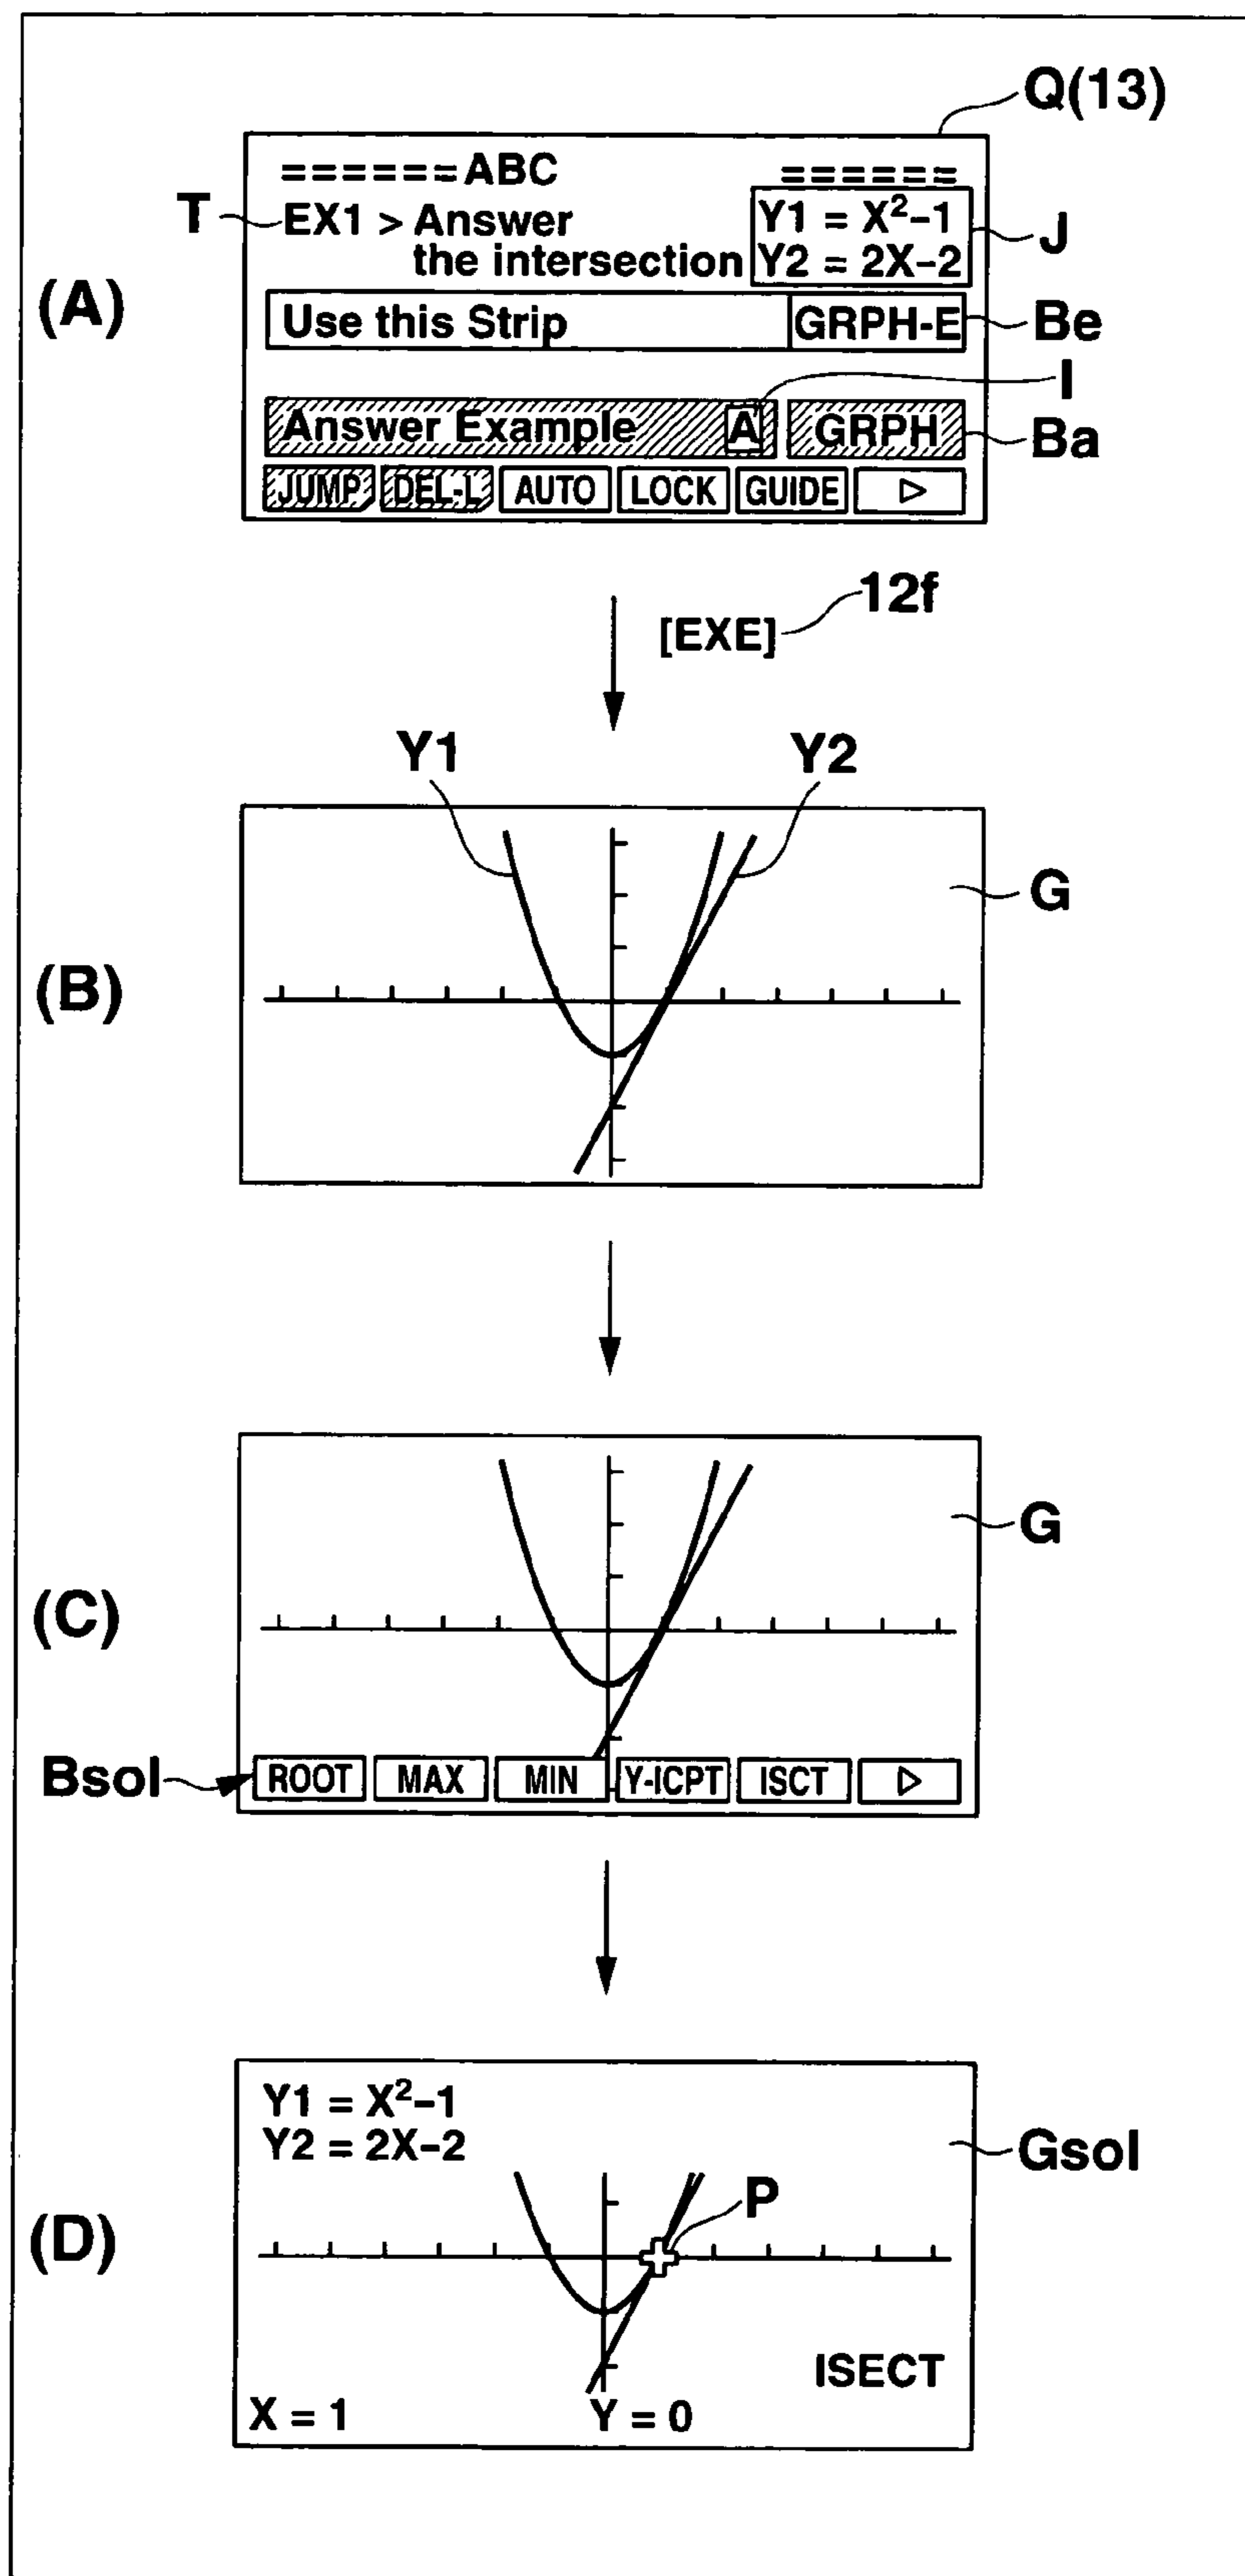 Q(13)
======ABC ======
T EX1 > Answer Y1 = X²-1 J
the intersection Y2 = 2X-2
(A)
Use this Strip GRPH-E Be
I
Answer Example A GRPH Ba
JUMP DEL-L AUTO LOCK GUIDE ▷
12f
[EXE]
Y1 Y2
G
(B)
G
(C)
Bsol ROOT MAX MIN Y-ICPT ISCT ▷
Y1 = X²-1
Y2 = 2X-2 Gsol
P
(D)
ISECT
X = 1 Y = 0